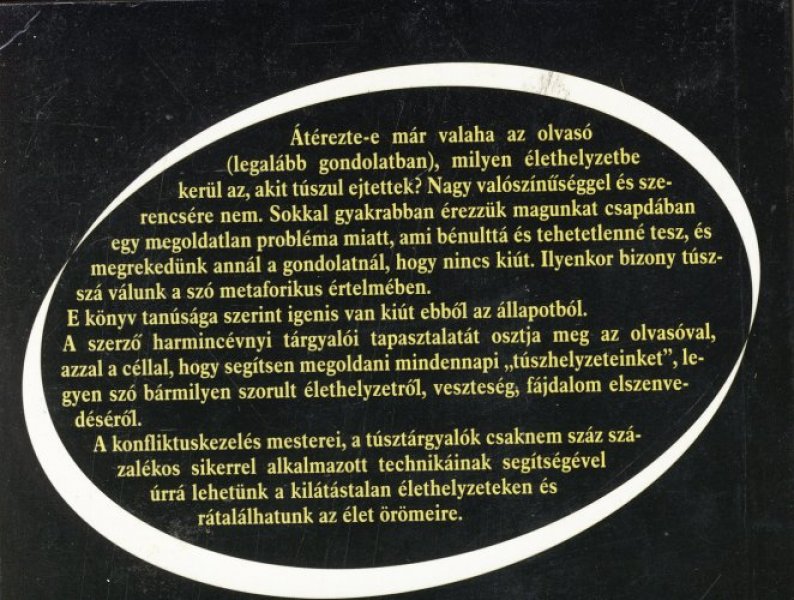 Átérezte-e már valaha az olvasó
(legalább gondolatban), milyen élethelyzetbe
kerül az, akit túszul ejtettek? Nagy valószínűséggel és sze-
rencsére nem. Sokkal gyakrabban érezzük magunkat csapdában
egy megoldatlan probléma miatt, ami bénulttá és tehetetlenné tesz, és
megrekedünk annál a gondolatnál, hogy nincs kiút. Ilyenkor bizony túsz-
szá válunk a szó metaforikus értelmében.
E könyv tanúsága szerint igenis van kiút ebből az állapotból.
A szerző harmincévnyi tárgyalói tapasztalatát osztja meg az olvasóval,
azzal a céllal, hogy segítsen megoldani mindennapi „túszhelyzeteinket”, le-
gyen szó bármilyen szorult élethelyzetről, veszteség, fájdalom elszenve-
déséről.
A konfliktuskezelés mesterei, a túsztárgyalók csaknem száz szá-
zalékos sikerrel alkalmazott technikáinak segítségével
úrrá lehetünk a kilátástalan élethelyzeteken és
rátalálhatunk az élet örömeire.